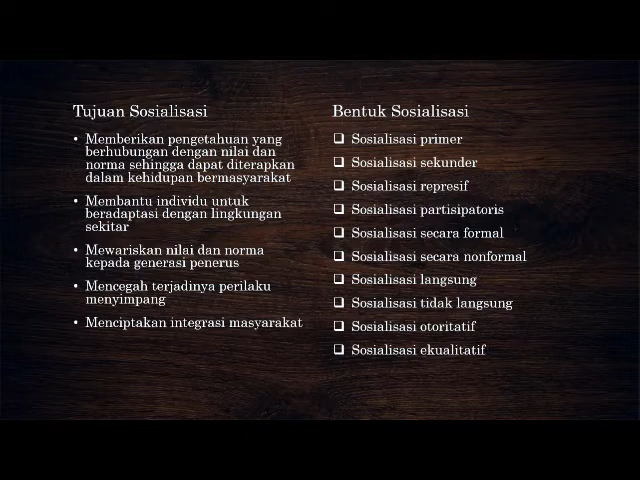 Tujuan Sosialisasi
• Memberikan pengetahuan yang
berhubungan dengan nilai dan
norma sehingga dapat diterapkan
dalam kehidupan bermasyarakat
• Membantu individu untuk
beradaptasi dengan lingkungan
sekitar
• Mewariskan nilai dan norma
kepada generasi penerus
• Mencegah terjadinya perilaku
menyimpang
• Menciptakan integrasi masyarakat
Bentuk Sosialisasi
❑ Sosialisasi primer
❑ Sosialisasi sekunder
❑ Sosialisasi represif
❑ Sosialisasi partisipatoris
❑ Sosialisasi secara formal
❑ Sosialisasi secara nonformal
❑ Sosialisasi langsung
❑ Sosialisasi tidak langsung
❑ Sosialisasi otoritatif
❑ Sosialisasi ekualitatif